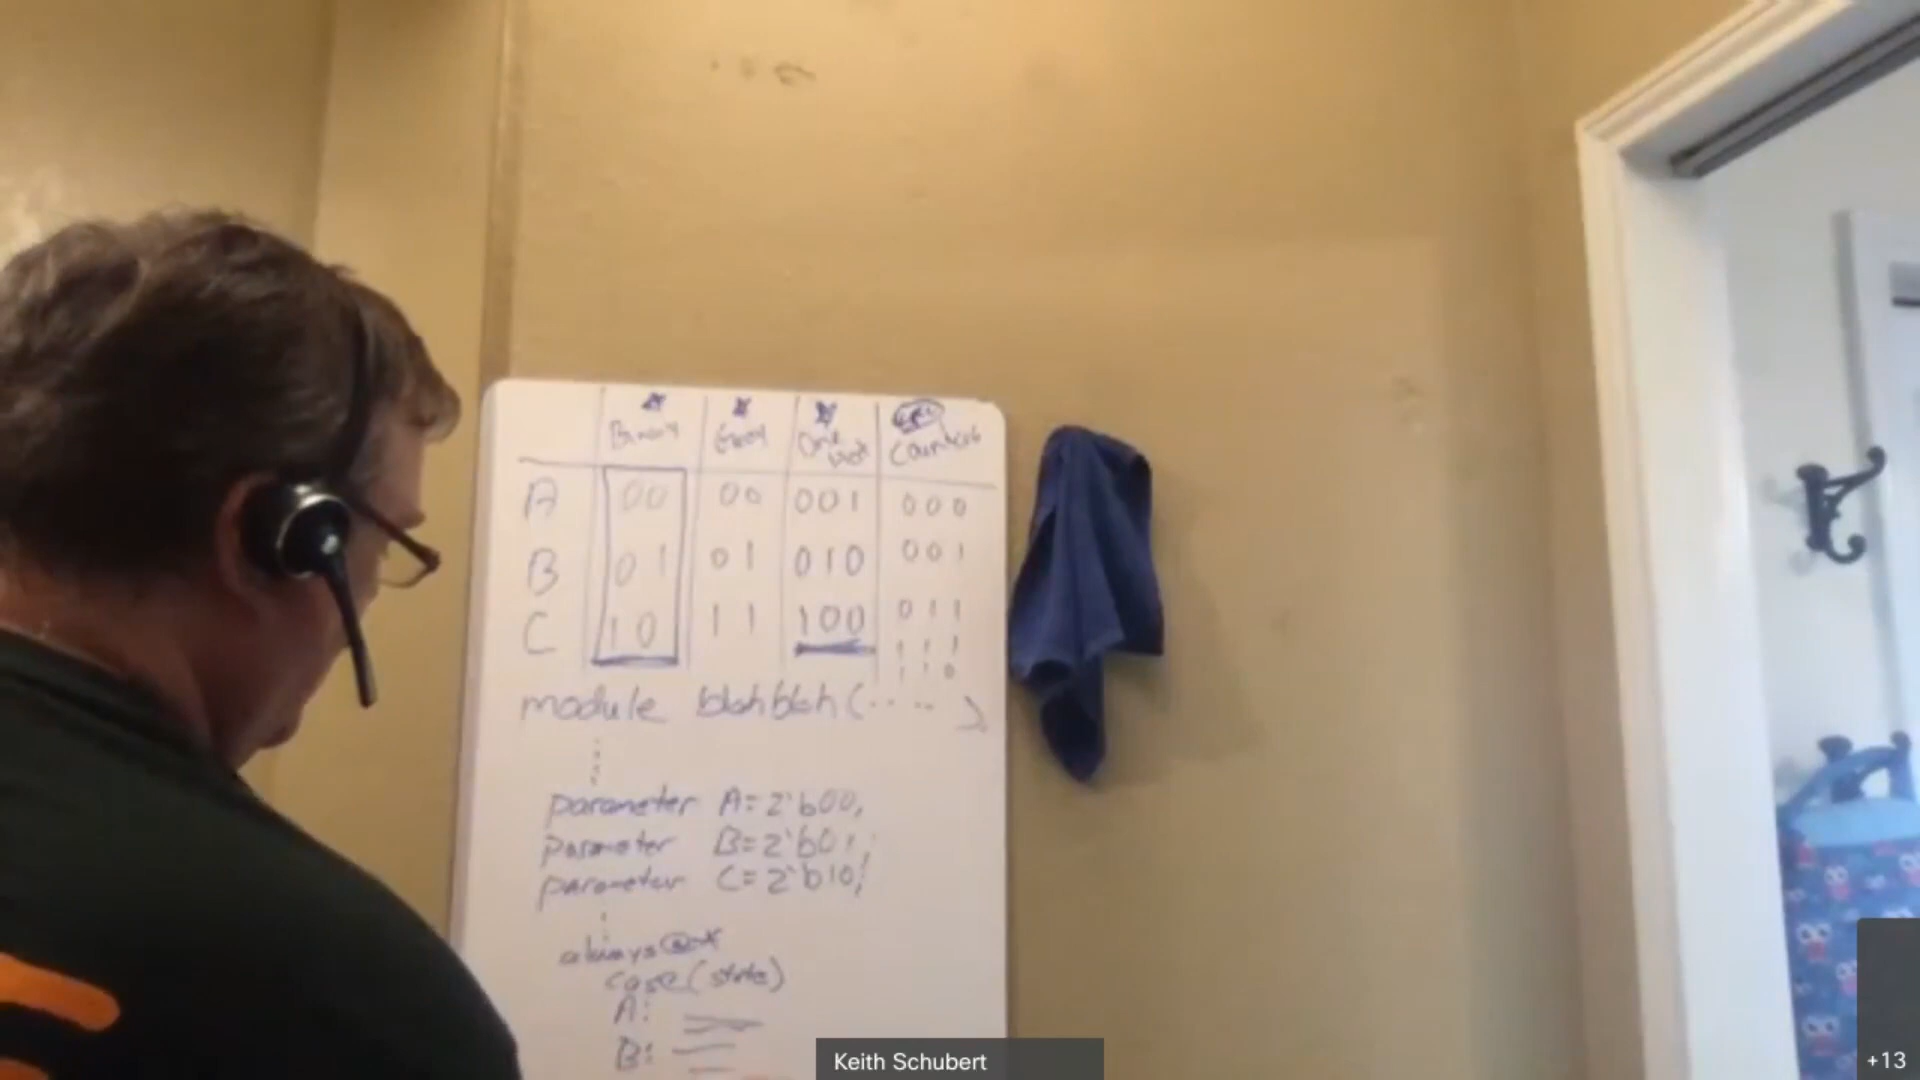 Binary Gray One Hot
A 00 00 001 000
B 01 01 010 001
C 10 11 100 011
111
110
module blahblah(.....)
parameter A=2'b00;
parameter B=2'b01;
parameter C=2'b10;
always@*
case(state)
A:
B:
Keith Schubert
+13